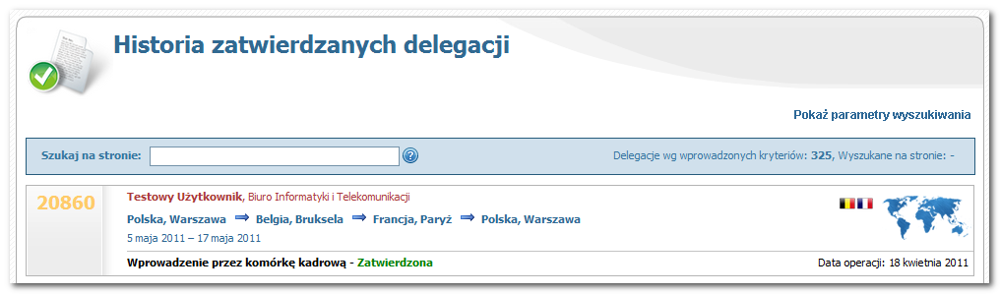 Historia zatwierdzanych delegacji
Pokaż parametry wyszukiwania
Szukaj na stronie: Delegacje wg wprowadzonych kryteriów: 325, Wyszukane na stronie: -
20860 Testowy Użytkownik, Biuro Informatyki i Telekomunikacji
Polska, Warszawa Belgia, Bruksela Francja, Paryż Polska, Warszawa
5 maja 2011 – 17 maja 2011
Wprowadzenie przez komórkę kadrową - Zatwierdzona Data operacji: 18 kwietnia 2011